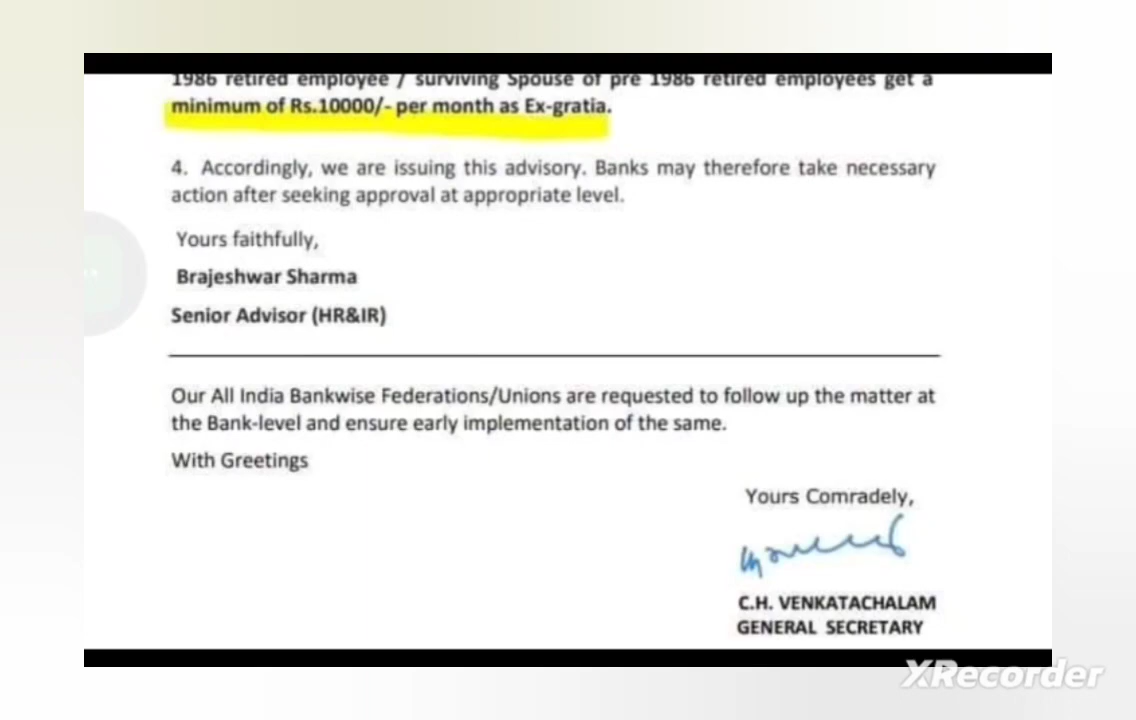 1986 retired employee / surviving Spouse of pre 1986 retired employees get a
minimum of Rs.10000/- per month as Ex-gratia.
4. Accordingly, we are issuing this advisory. Banks may therefore take necessary
action after seeking approval at appropriate level.
Yours faithfully,
Brajeshwar Sharma
Senior Advisor (HR&IR)
Our All India Bankwise Federations/Unions are requested to follow up the matter at
the Bank-level and ensure early implementation of the same.
With Greetings
Yours Comradely,
C.H. VENKATACHALAM
GENERAL SECRETARY
XRecorder